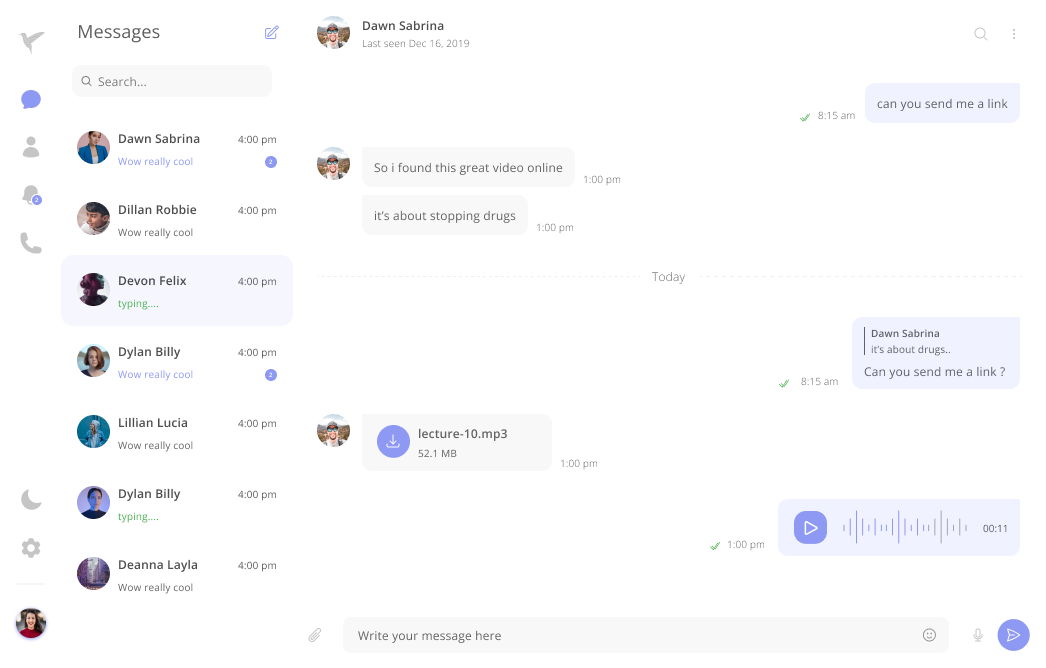 Messages
Search...
Dawn Sabrina 4:00 pm
Wow really cool 2
Dillan Robbie 4:00 pm
Wow really cool
2
Devon Felix 4:00 pm
typing....
Dylan Billy 4:00 pm
Wow really cool 2
Lillian Lucia 4:00 pm
Wow really cool
Dylan Billy 4:00 pm
typing....
Deanna Layla 4:00 pm
Wow really cool
Dawn Sabrina
Last seen Dec 16, 2019
can you send me a link
8:15 am
So i found this great video online
1:00 pm
it's about stopping drugs
1:00 pm
Today
Dawn Sabrina
it's about drugs..
Can you send me a link ?
8:15 am
lecture-10.mp3
52.1 MB
1:00 pm
00:11
1:00 pm
Write your message here